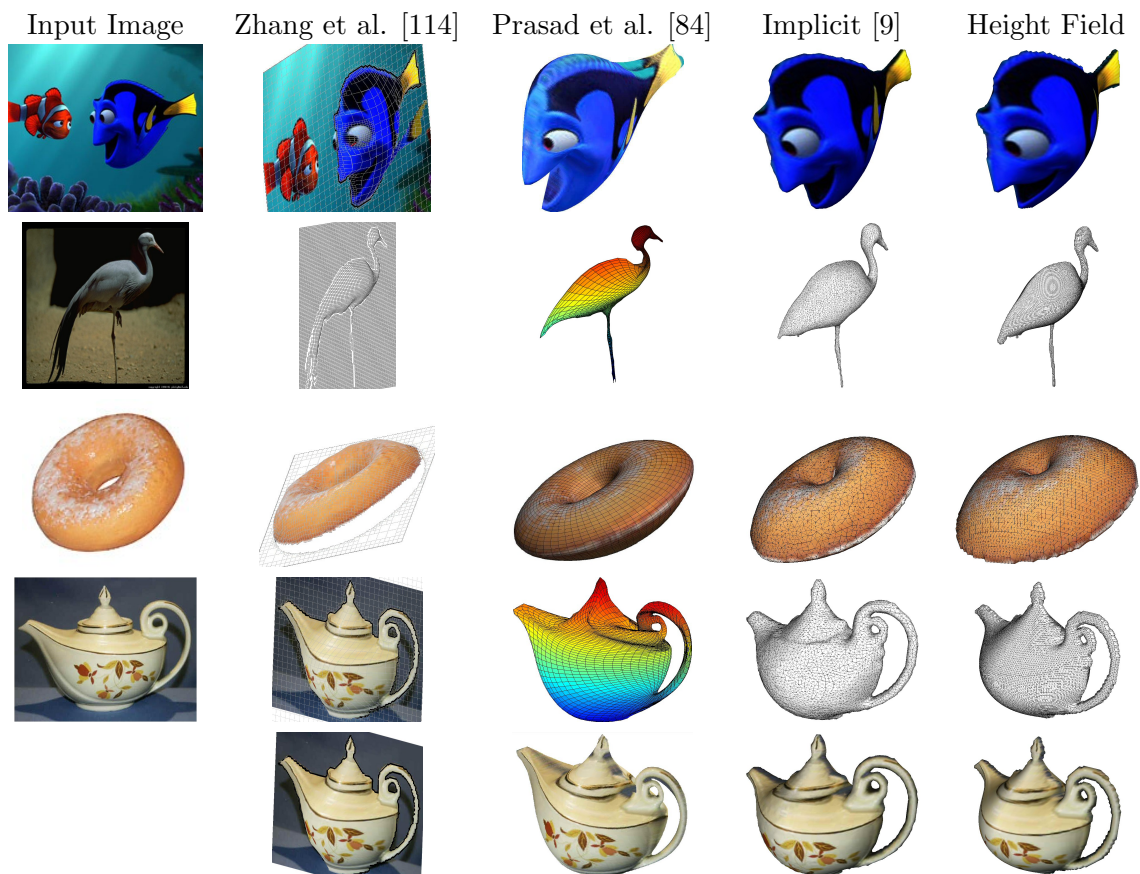 Input Image Zhang et al. [114] Prasad et al. [84] Implicit [9] Height Field